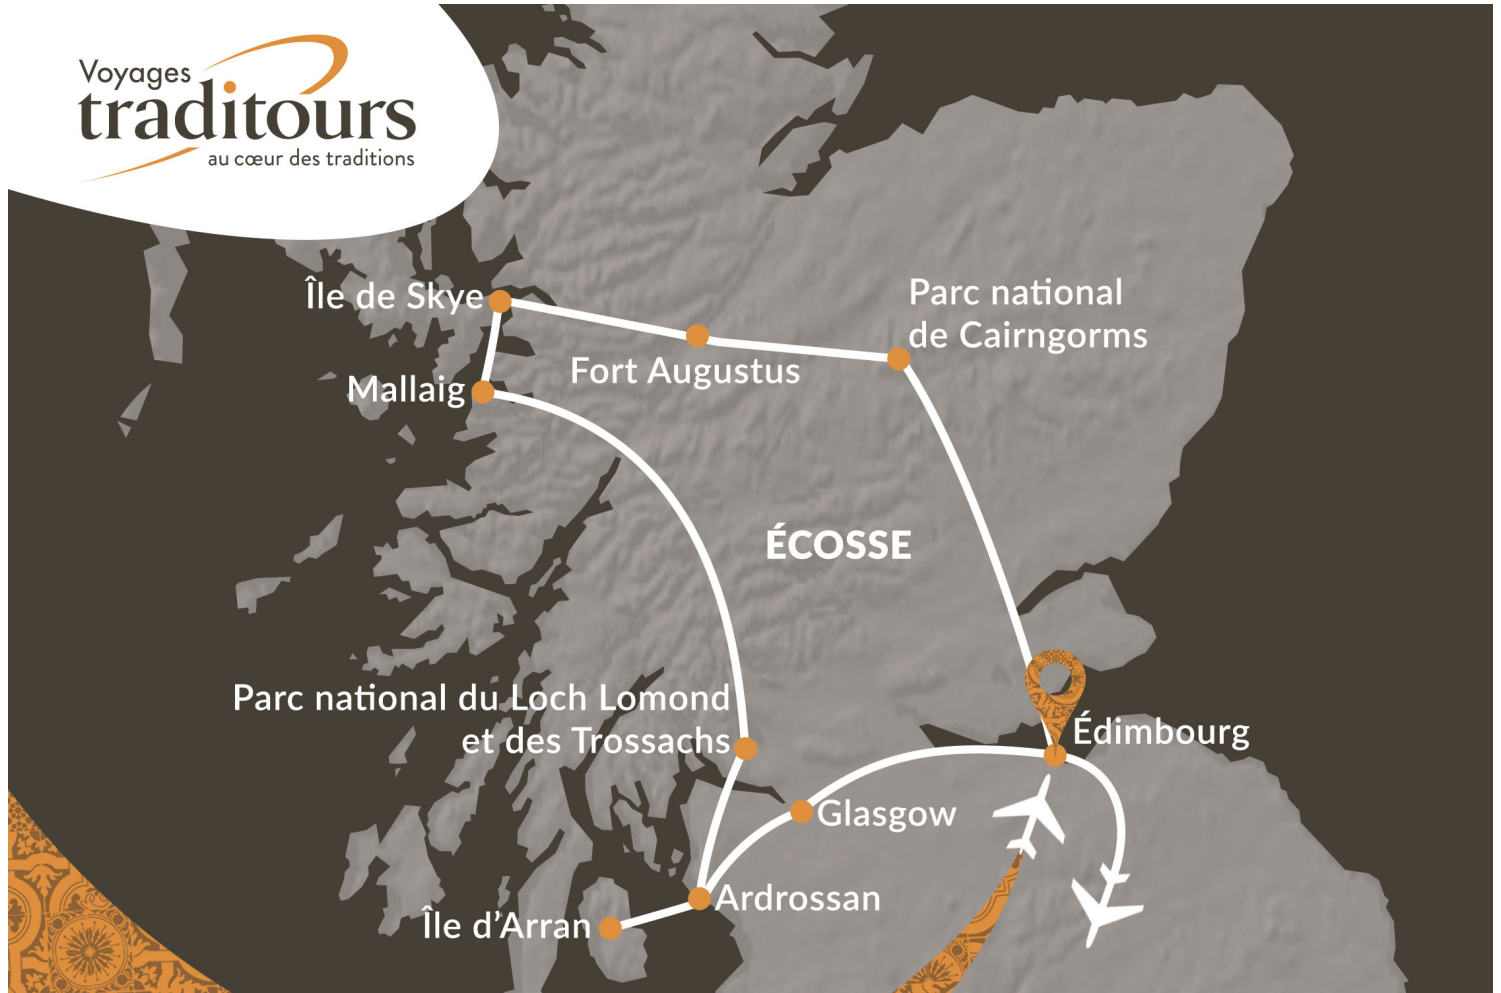 Voyages
traditours
au cœur des traditions
Île de Skye
Parc national
de Cairngorms
Fort Augustus
Mallaig
ÉCOSSE
Parc national du Loch Lomond
et des Trossachs
Édimbourg
Glasgow
Ardrossan
Île d'Arran